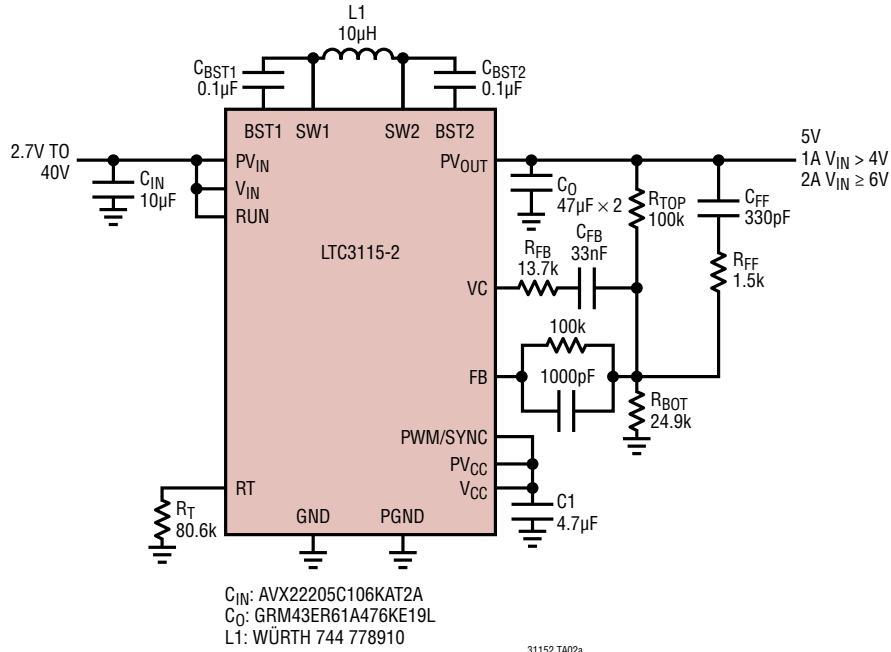 L1
10µH
CBST1
0.1µF
CBST2
0.1µF
BST1 SW1 SW2 BST2
2.7V TO
40V
CIN
10µF
PVIN
VIN
RUN
LTC3115-2
PVOUT
5V
1A VIN > 4V
2A VIN ≥ 6V
CO
47µF × 2
RTOP
100k
CFF
330pF
RFF
1.5k
RFB
13.7k
CFB
33nF
VC
100k
1000pF
FB
RBOT
24.9k
PWM/SYNC
PVCC
VCC
C1
4.7µF
RT
RT
80.6k
GND PGND
CIN: AVX22205C106KAT2A
CO: GRM43ER61A476KE19L
L1: WÜRTH 744 778910
31152 TA02a